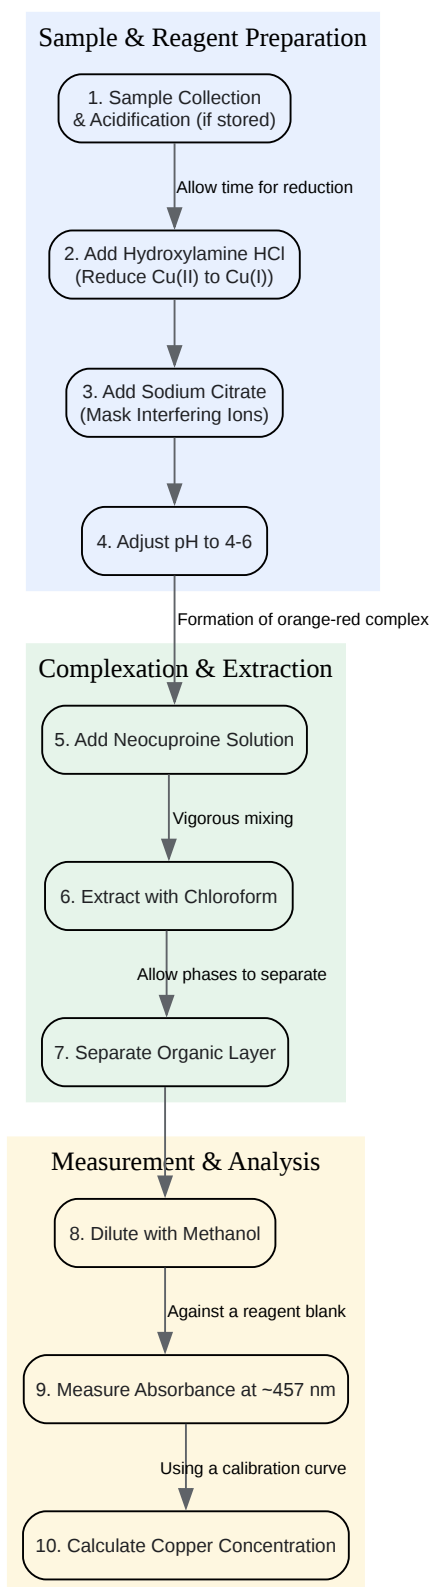 Sample & Reagent Preparation
1. Sample Collection
& Acidification (if stored)
Allow time for reduction
2. Add Hydroxylamine HCl
(Reduce Cu(II) to Cu(I))
3. Add Sodium Citrate
(Mask Interfering Ions)
4. Adjust pH to 4-6
Formation of orange-red complex
Complexation & Extraction
5. Add Neocuproine Solution
Vigorous mixing
6. Extract with Chloroform
Allow phases to separate
7. Separate Organic Layer
Measurement & Analysis
8. Dilute with Methanol
Against a reagent blank
9. Measure Absorbance at ~457 nm
Using a calibration curve
10. Calculate Copper Concentration